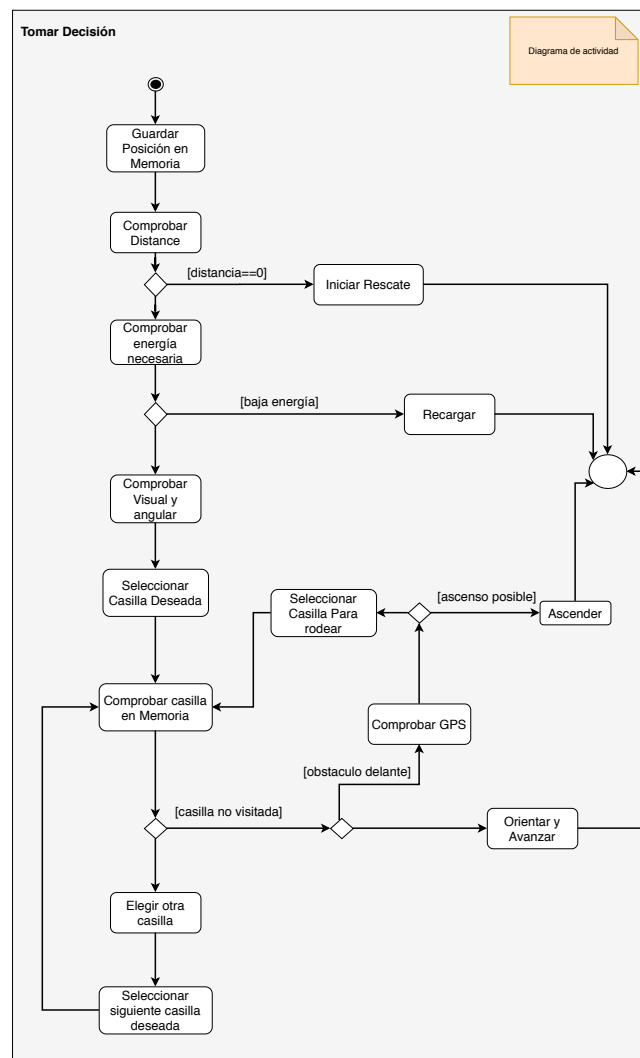 Tomar Decisión
Diagrama de actividad
Guardar
Posición en
Memoria
Comprobar
Distance
[distancia==0]
Iniciar Rescate
Comprobar
energía
necesaria
[baja energía]
Recargar
Comprobar
Visual y
angular
Seleccionar
Casilla Deseada
Seleccionar
Casilla Para
rodear
[ascenso posible]
Ascender
Comprobar casilla
en Memoria
Comprobar GPS
[obstaculo delante]
[casilla no visitada]
Orientar y
Avanzar
Elegir otra
casilla
Seleccionar
siguiente casilla
deseada